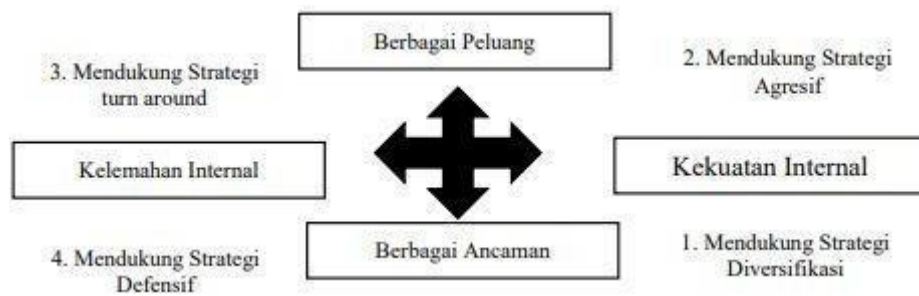 Berbagai Peluang
3. Mendukung Strategi
turn around
2. Mendukung Strategi
Agresif
Kelemahan Internal
Kekuatan Internal
4. Mendukung Strategi
Defensif
Berbagai Ancaman
1. Mendukung Strategi
Diversifikasi